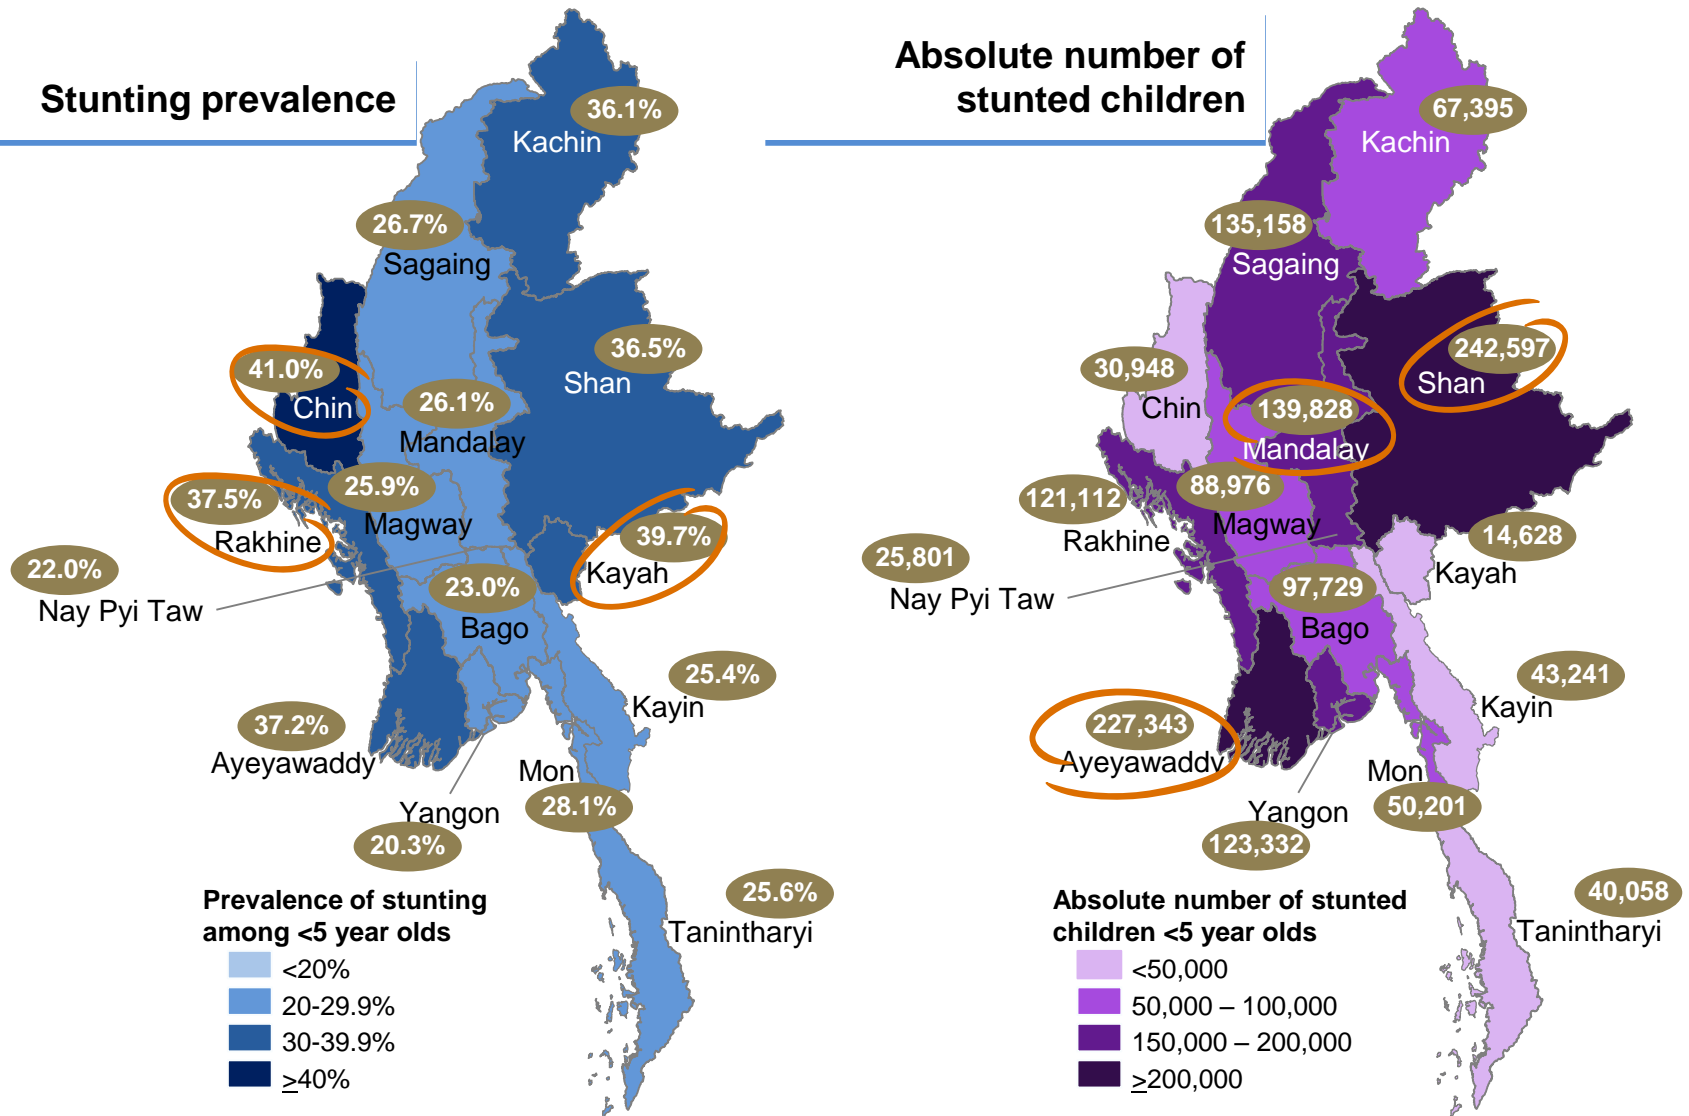 Stunting prevalence
36.1%
Kachin
26.7%
Sagaing
41.0%
Chin
36.5%
Shan
26.1%
Mandalay
25.9%
Magway
37.5%
Rakhine
39.7%
Kayah
22.0%
Nay Pyi Taw
23.0%
Bago
25.4%
Kayin
37.2%
Ayeyawaddy
Mon
28.1%
Yangon
20.3%
25.6%
Tanintharyi
Prevalence of stunting
among <5 year olds
<20%
20-29.9%
30-39.9%
≥40%
Absolute number of
stunted children
67,395
Kachin
135,158
Sagaing
30,948
Chin
242,597
Shan
139,828
Mandalay
88,976
Magway
121,112
Rakhine
14,628
Kayah
25,801
Nay Pyi Taw
97,729
Bago
43,241
Kayin
227,343
Ayeyawaddy
Mon
50,201
Yangon
123,332
40,058
Tanintharyi
Absolute number of stunted
children <5 year olds
<50,000
50,000 – 100,000
150,000 – 200,000
≥200,000